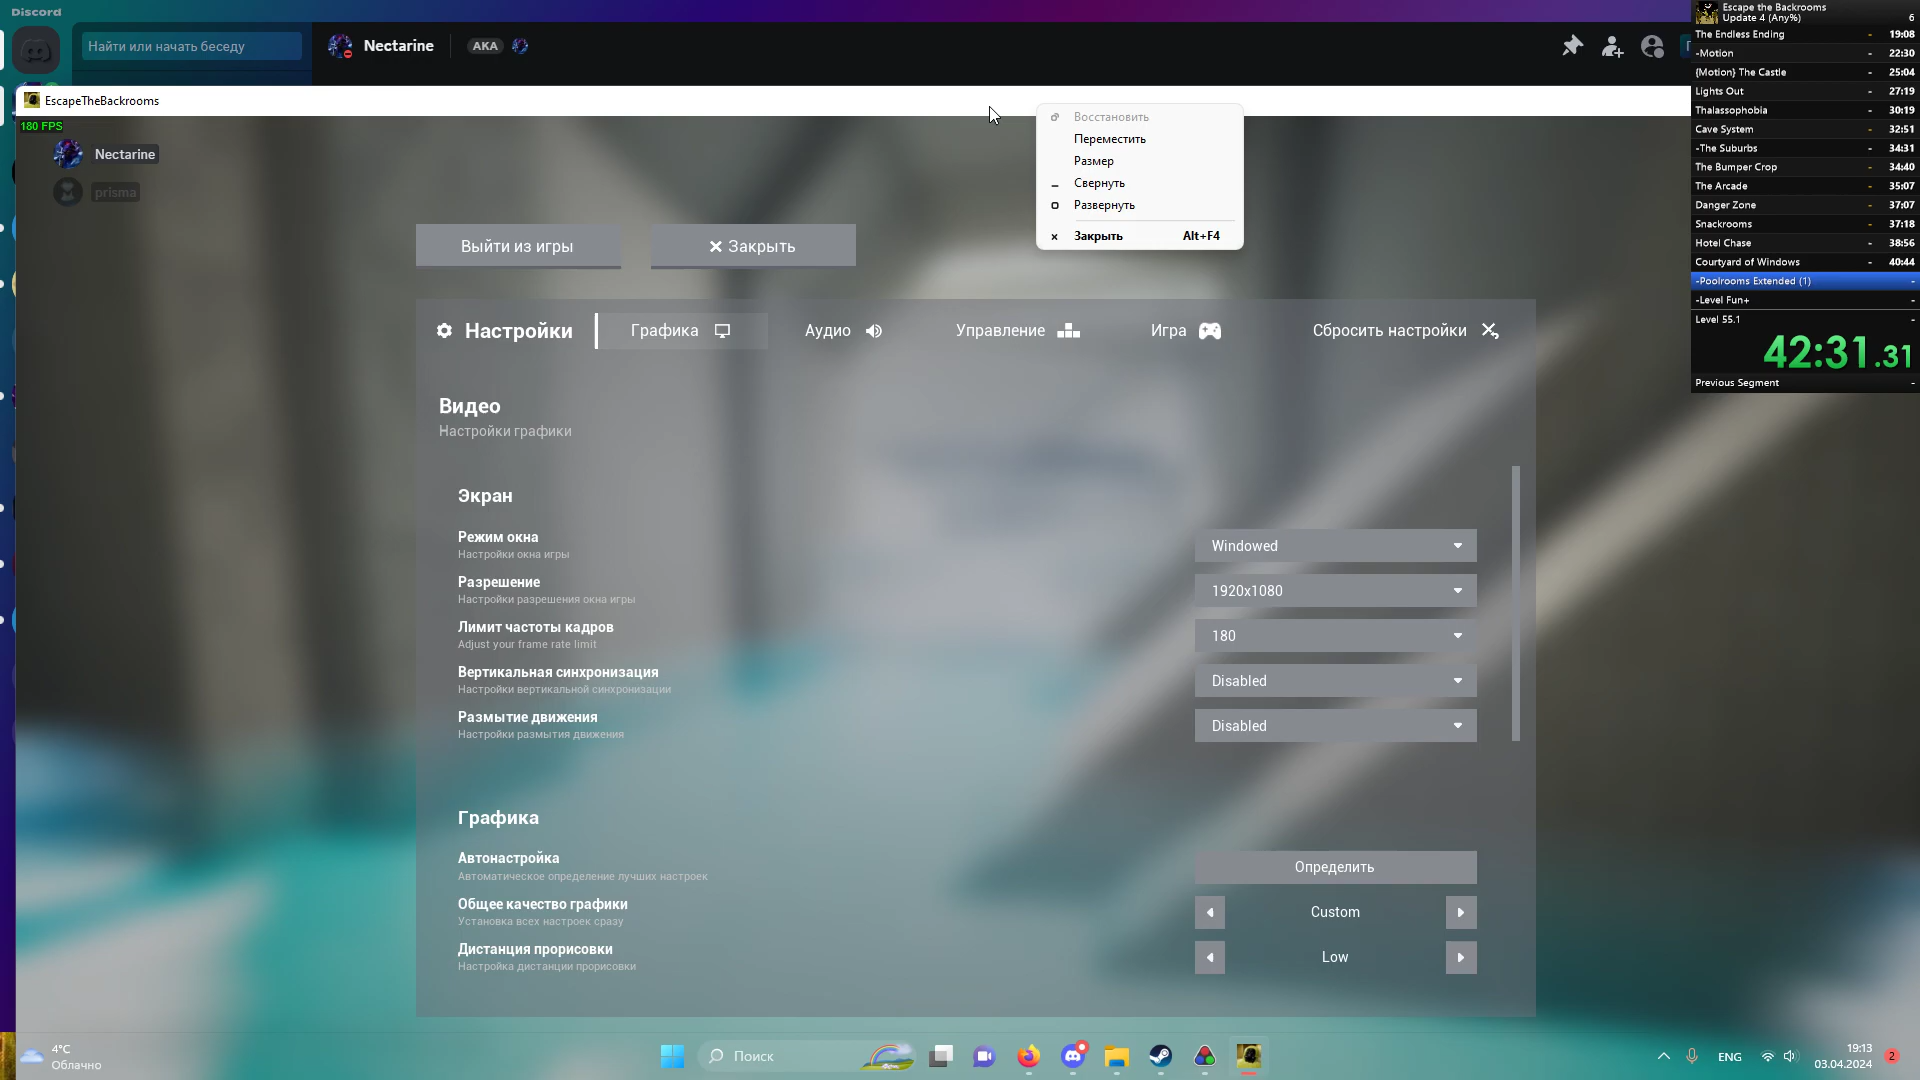 Discord
Найти или начать беседу
Nectarine
AKA
EscapeTheBackrooms
180 FPS
Nectarine
prisma
Восстановить
Переместить
Размер
Свернуть
Развернуть
Закрыть Alt+F4
Выйти из игры
Закрыть
Настройки
Графика
Аудио
Управление
Игра
Сбросить настройки
Видео
Настройки графики
Экран
Режим окна
Настройки окна игры
Windowed
Разрешение
Настройки разрешения окна игры
1920x1080
Лимит частоты кадров
Adjust your frame rate limit
180
Вертикальная синхронизация
Настройки вертикальной синхронизации
Disabled
Размытие движения
Настройки размытия движения
Disabled
Графика
Автонастройка
Автоматическое определение лучших настроек
Определить
Общее качество графики
Установка всех настроек сразу
Custom
Дистанция прорисовки
Настройка дистанции прорисовки
Low
Escape the Backrooms
Update 4 (Any%) 6
The Endless Ending - 19:08
-Motion - 22:30
{Motion} The Castle - 25:04
Lights Out - 27:19
Thalassophobia - 30:19
Cave System - 32:51
-The Suburbs - 34:31
The Bumper Crop - 34:40
The Arcade - 35:07
Danger Zone - 37:07
Snackrooms - 37:18
Hotel Chase - 38:56
Courtyard of Windows - 40:44
-Poolrooms Extended (1) -
-Level Fun+ -
Level 55.1 -
42:31.31
Previous Segment -
4°C
Облачно
Поиск
ENG
19:13
03.04.2024
2